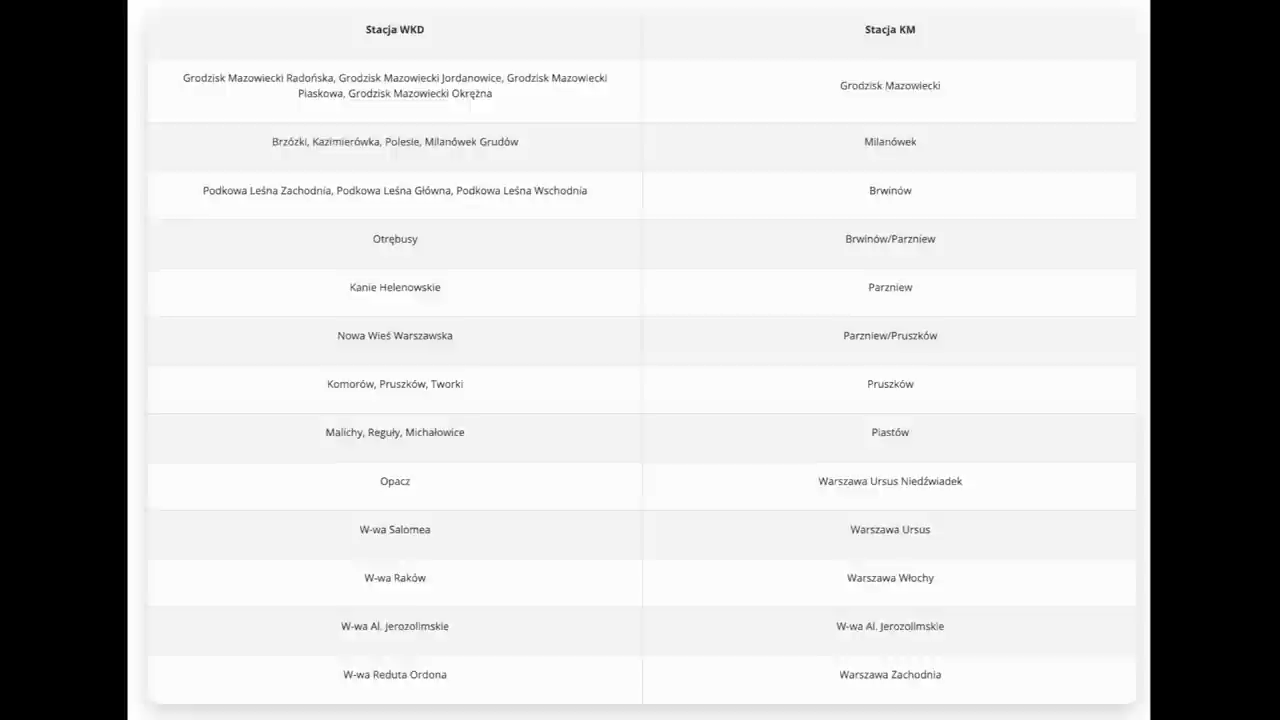 Stacja WKD
Stacja KM
Grodzisk Mazowiecki Radońska, Grodzisk Mazowiecki Jordanowice, Grodzisk Mazowiecki
Piaskowa, Grodzisk Mazowiecki Okrężna
Grodzisk Mazowiecki
Brzózki, Kazimierówka, Polesie, Milanówek Grudów
Milanówek
Podkowa Leśna Zachodnia, Podkowa Leśna Główna, Podkowa Leśna Wschodnia
Brwinów
Otrębusy
Brwinów/Parzniew
Kanie Helenowskie
Parzniew
Nowa Wieś Warszawska
Parzniew/Pruszków
Komorów, Pruszków, Tworki
Pruszków
Malichy, Reguły, Michałowice
Piastów
Opacz
Warszawa Ursus Niedźwiadek
W-wa Salomea
Warszawa Ursus
W-wa Raków
Warszawa Włochy
W-wa Al. Jerozolimskie
W-wa Al. Jerozolimskie
W-wa Reduta Ordona
Warszawa Zachodnia